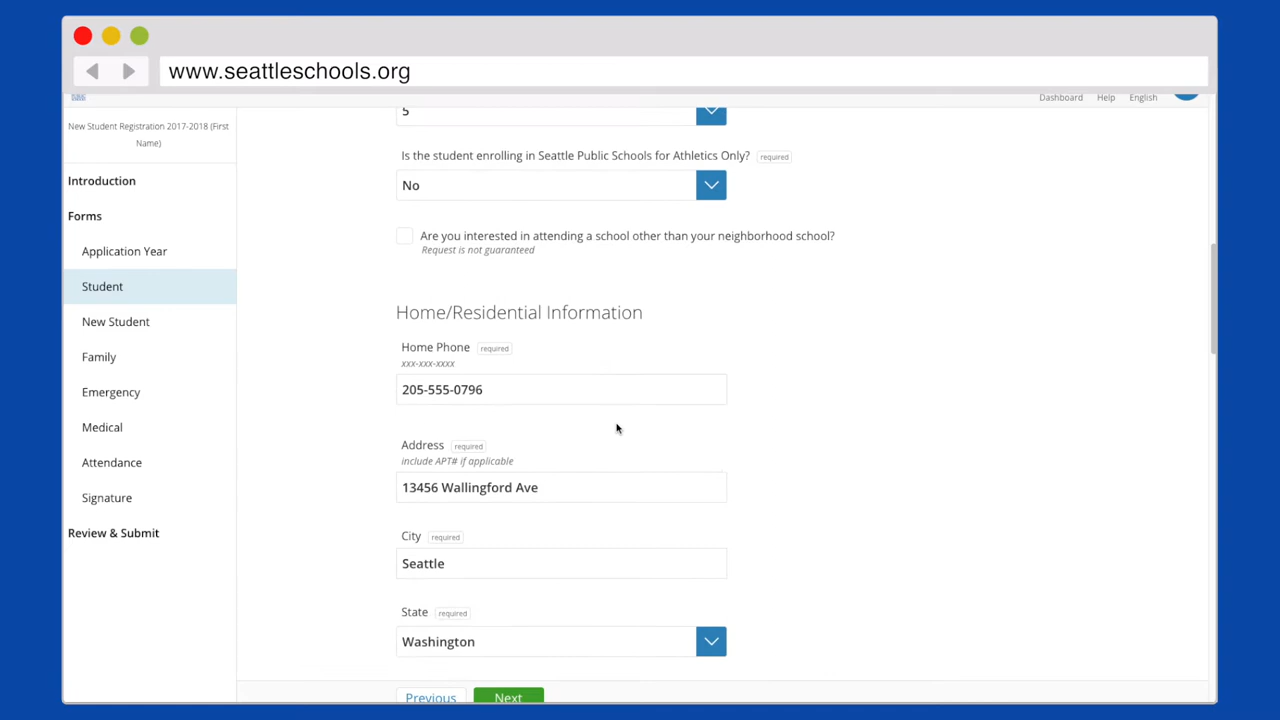 www.seattleschools.org
Dashboard Help English
New Student Registration 2017-2018 (First
Name)
Introduction
Forms
Application Year
Student
New Student
Family
Emergency
Medical
Attendance
Signature
Review & Submit
5
Is the student enrolling in Seattle Public Schools for Athletics Only? required
No
Are you interested in attending a school other than your neighborhood school?
Request is not guaranteed
Home/Residential Information
Home Phone required
xxx-xxx-xxxx
205-555-0796
Address required
include APT# if applicable
13456 Wallingford Ave
City required
Seattle
State required
Washington
Previous Next